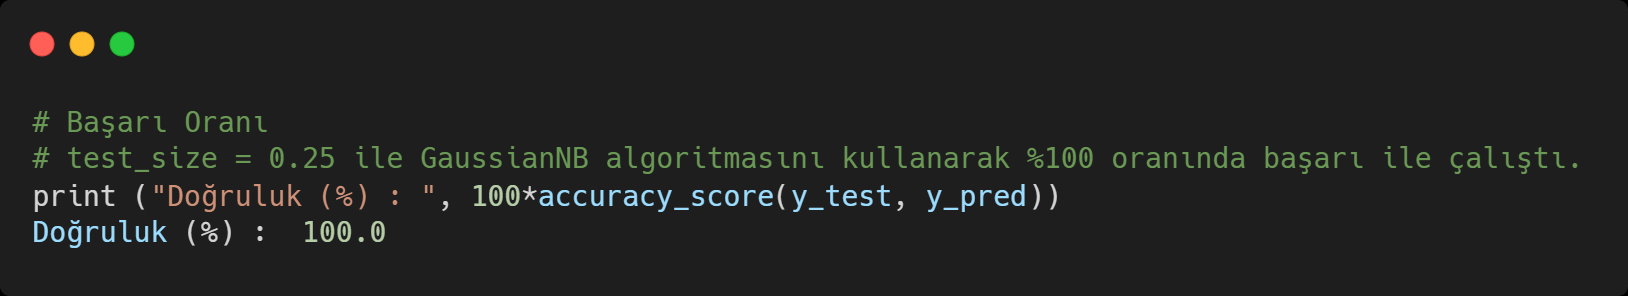 # Başarı Oranı
# test_size = 0.25 ile GaussianNB algoritmasını kullanarak %100 oranında başarı ile çalıştı.
print ("Doğruluk (%) : ", 100*accuracy_score(y_test, y_pred))
Doğruluk (%) :  100.0